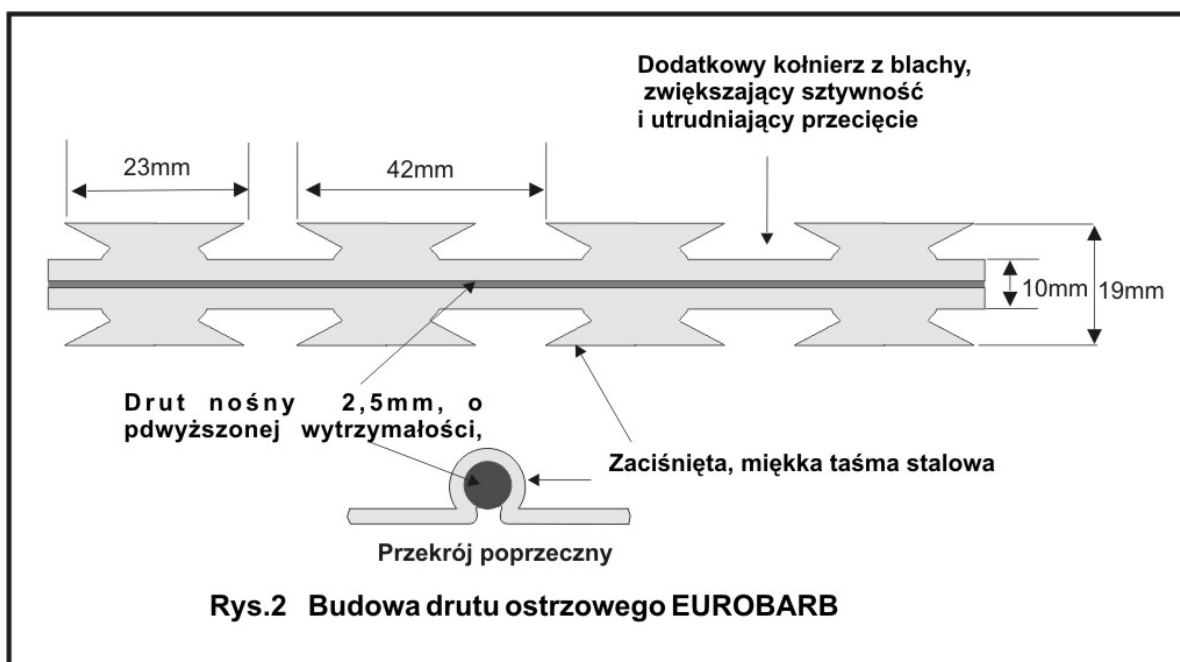 Dodatkowy kołnierz z blachy,
zwiększający sztywność
i utrudniający przecięcie
23mm
42mm
10mm
19mm
Drut nośny 2,5mm, o
pdwyższonej wytrzymałości,
Zaciśnięta, miękka taśma stalowa
Przekrój poprzeczny
Rys.2 Budowa drutu ostrzowego EUROBARB